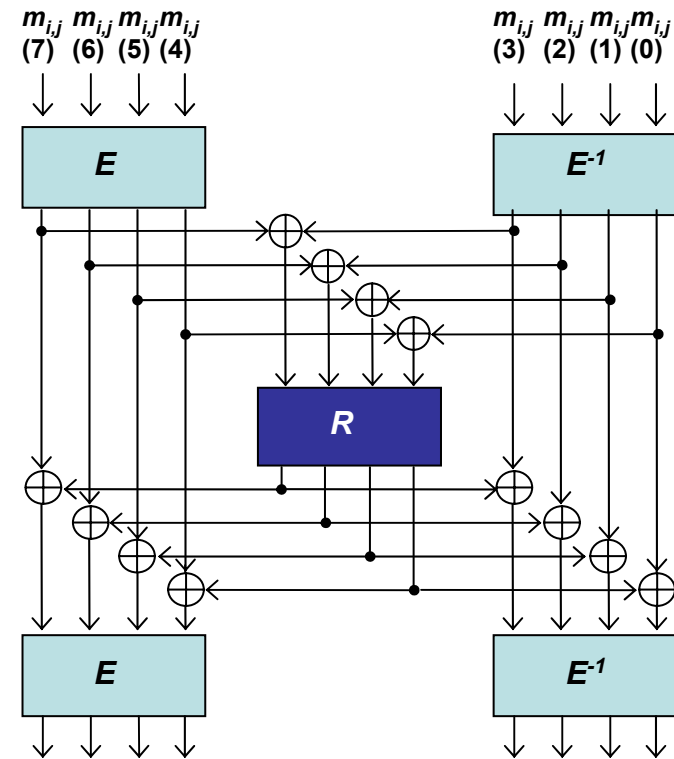 m_{i,j} m_{i,j} m_{i,j} m_{i,j}
(7) (6) (5) (4)
m_{i,j} m_{i,j} m_{i,j} m_{i,j}
(3) (2) (1) (0)
E
E^{-1}
R
E
E^{-1}